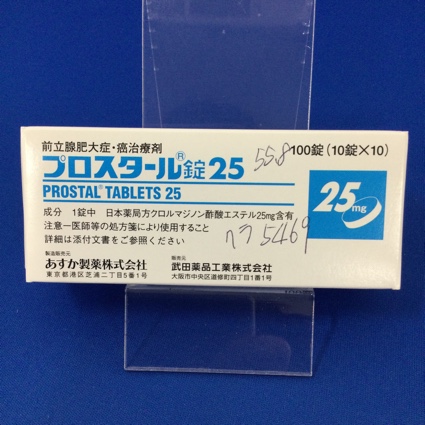 前立腺肥大症・癌治療剤
プロスタール®錠25
55.8
100錠(10錠×10)
PROSTAL® TABLETS 25
25mg
成分 1錠中 日本薬局方クロルマジノン酢酸エステル25mg含有
注意－医師等の処方箋により使用すること
詳細は添付文書をご参照ください
5469
製造販売元
あすか製薬株式会社
東京都港区芝浦二丁目5番1号
販売元
武田薬品工業株式会社
大阪市中央区道修町四丁目1番1号